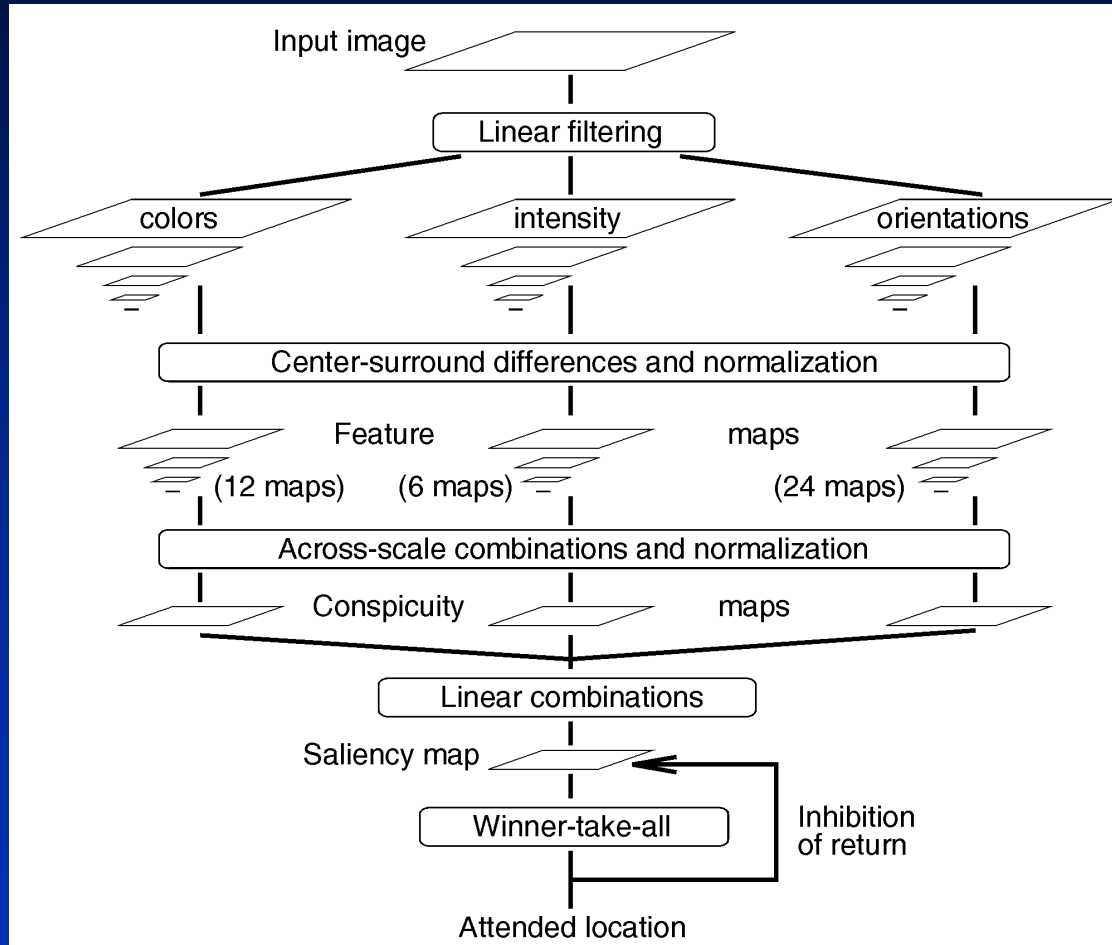 Input image
Linear filtering
colors
intensity
orientations
Center-surround differences and normalization
Feature maps
(12 maps) (6 maps) (24 maps)
Across-scale combinations and normalization
Conspicuity maps
Linear combinations
Saliency map
Winner-take-all
Inhibition
of return
Attended location